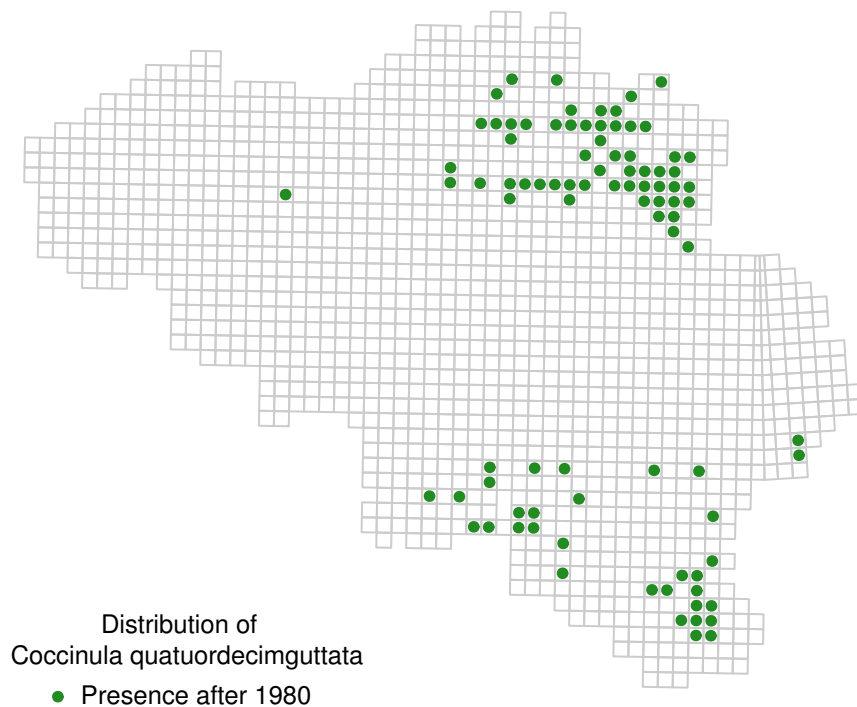 Distribution of
Coccinula quatuordecimguttata
Presence after 1980